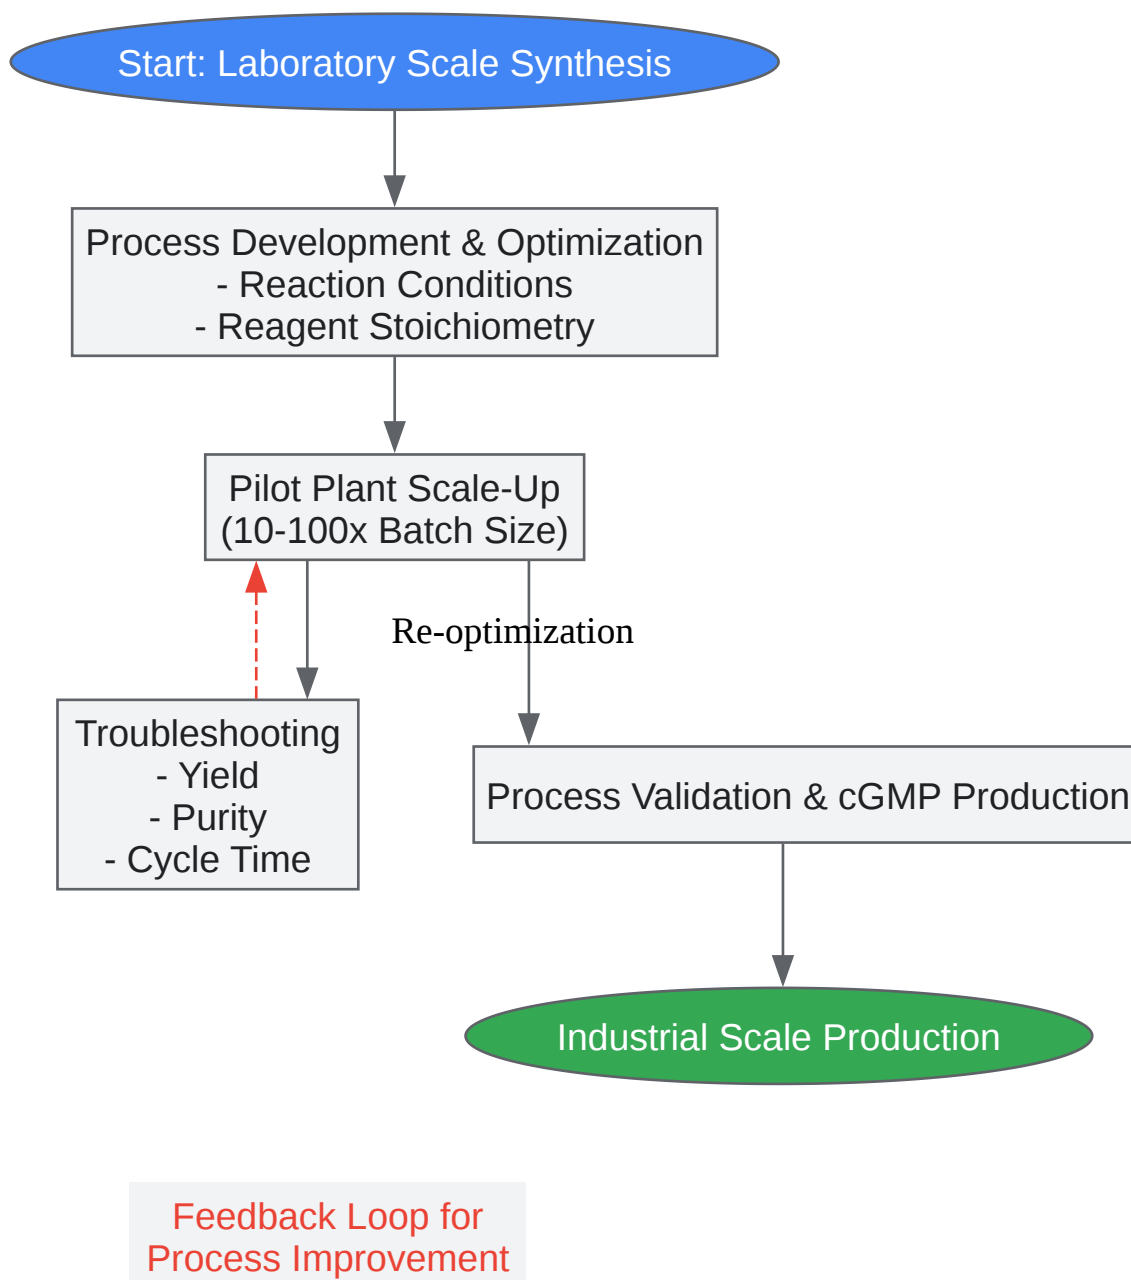 Start: Laboratory Scale Synthesis
Process Development & Optimization
- Reaction Conditions
- Reagent Stoichiometry
Pilot Plant Scale-Up
(10-100x Batch Size)
Re-optimization
Troubleshooting
- Yield
- Purity
- Cycle Time
Process Validation & cGMP Production
Industrial Scale Production
Feedback Loop for
Process Improvement